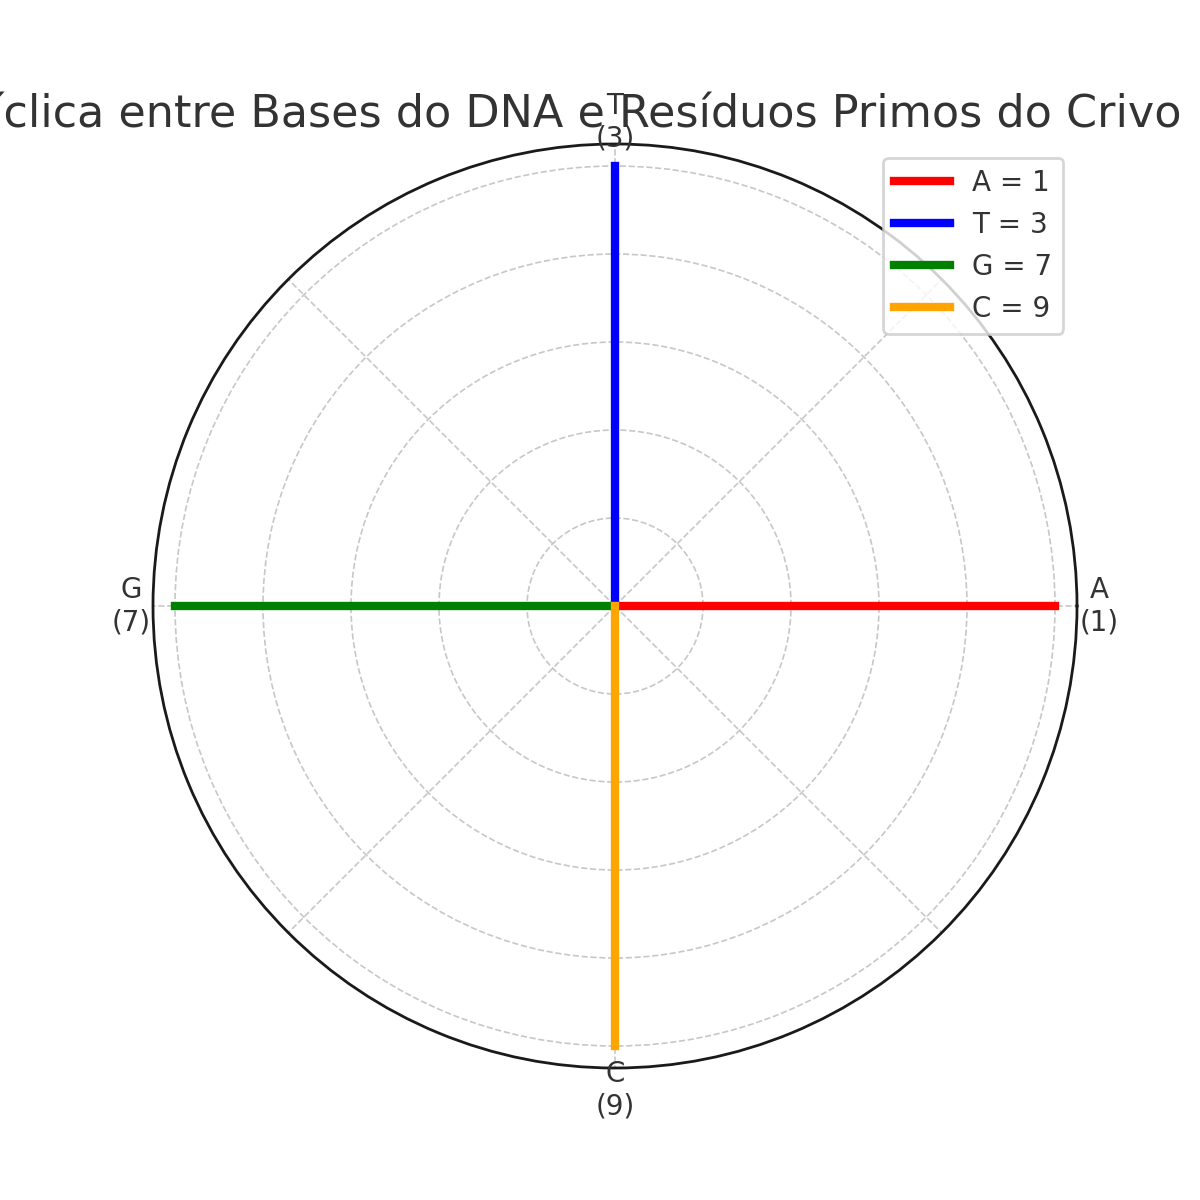 clica entre Bases do DNA e Resíduos Primos do Crivo
T
(3)
A = 1
T = 3
G = 7
C = 9
G
(7)
A
(1)
C
(9)